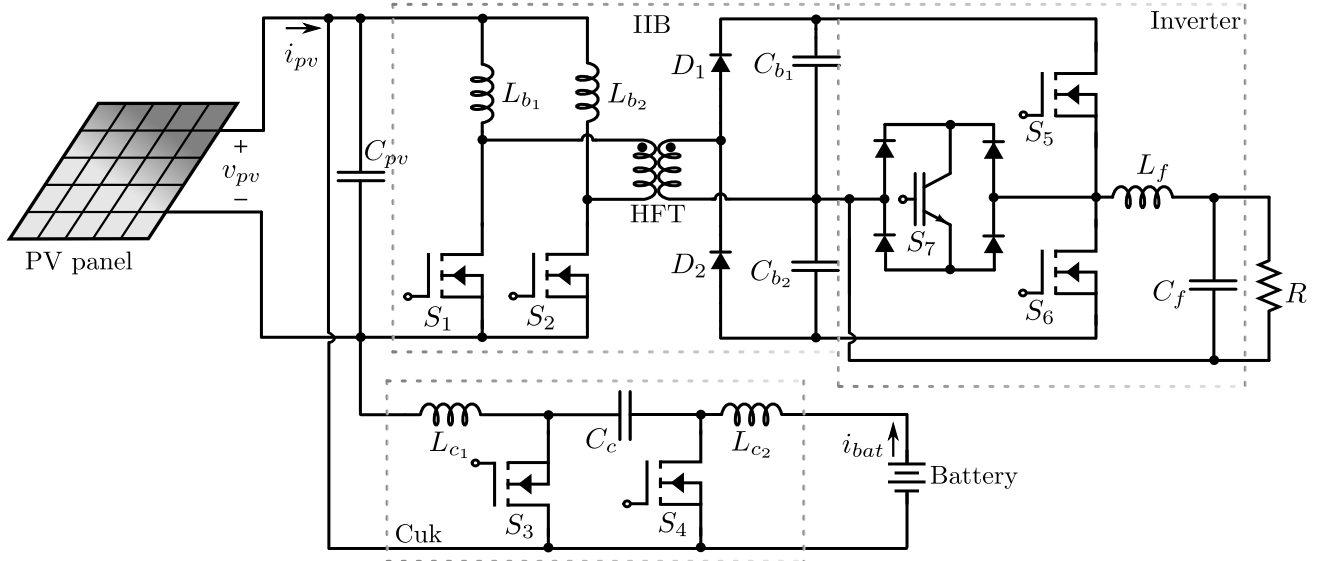 IIB
Inverter
i_pv
D_1
C_b1
L_b1
L_b2
S_5
+
v_pv
−
C_pv
L_f
HFT
S_7
PV panel
D_2
C_b2
S_1
S_2
S_6
C_f
R
L_c1
C_c
L_c2
i_bat
Battery
S_3
S_4
Cuk